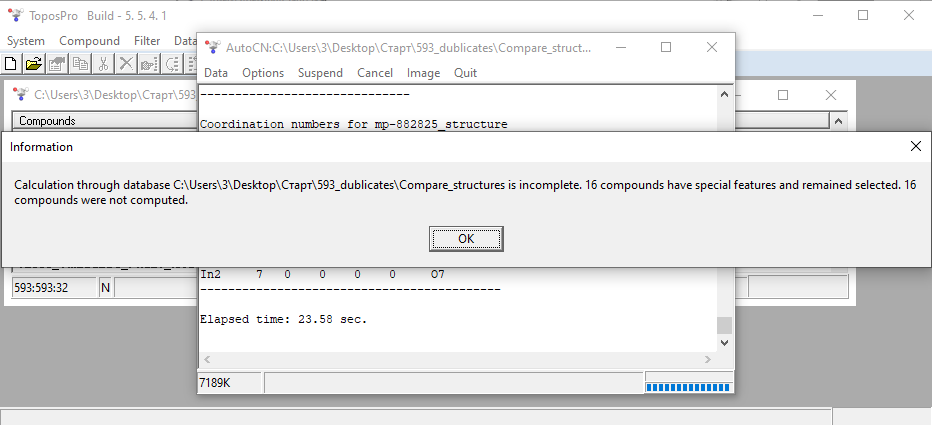 ToposPro Build - 5. 5. 4. 1
System Compound Filter Data
AutoCN:C:\Users\3\Desktop\Старт\593_dublicates\Compare_struct...
Data Options Suspend Cancel Image Quit
C:\Users\3\Desktop\Старт\593
Compounds
------------------------------
Coordination numbers for mp-882825_structure
Information
Calculation through database C:\Users\3\Desktop\Старт\593_dublicates\Compare_structures is incomplete. 16 compounds have special features and remained selected. 16
compounds were not computed.
OK
In2 7 0 0 0 0 O7
-------------------------------------------
593:593:32 N
Elapsed time: 23.58 sec.
7189K